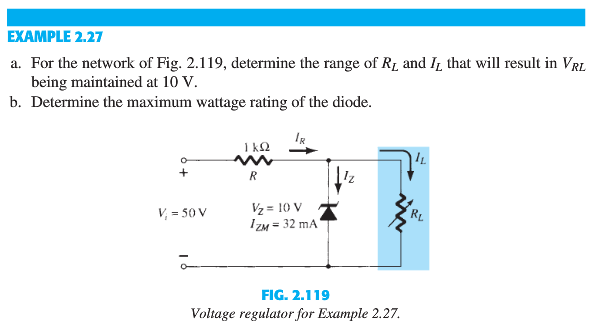 EXAMPLE 2.27
a. For the network of Fig. 2.119, determine the range of R_L and I_L that will result in V_RL
being maintained at 10 V.
b. Determine the maximum wattage rating of the diode.
I_R
1 kΩ
I_L
+
R
I_Z
V_i = 50 V
V_Z = 10 V
R_L
I_ZM = 32 mA
–
FIG. 2.119
Voltage regulator for Example 2.27.